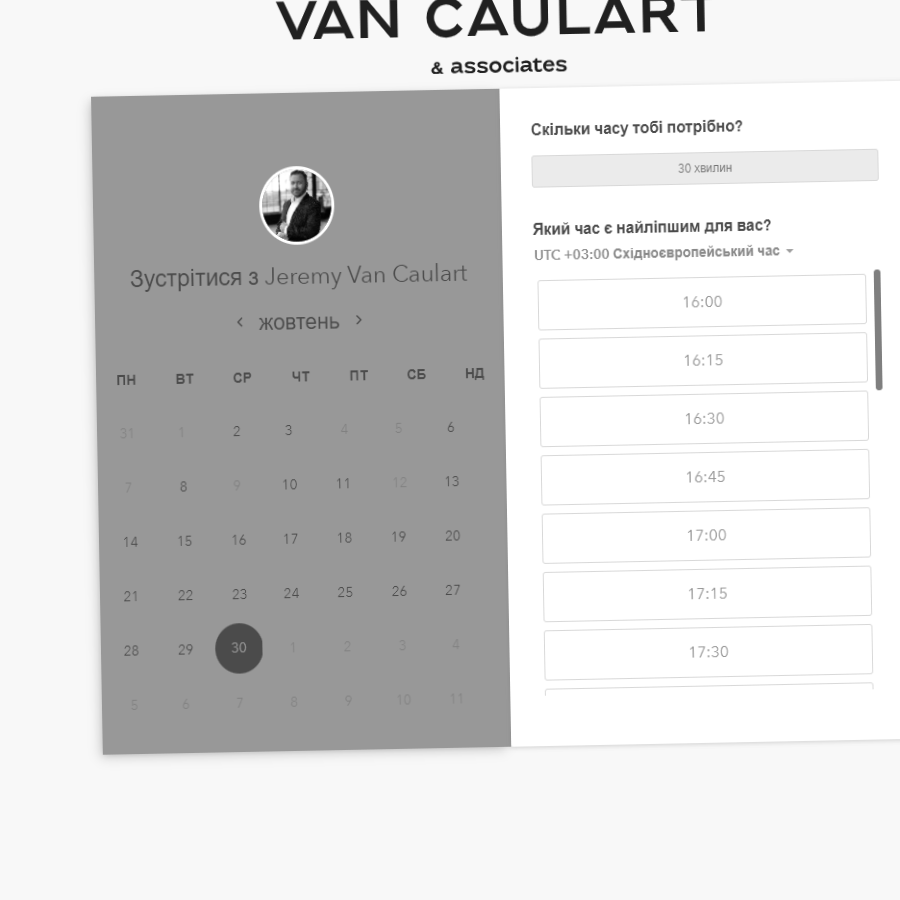 VAN CAULART
& associates
Зустрітися з Jeremy Van Caulart
жовтень
ПН ВТ СР ЧТ ПТ СБ НД
31 1 2 3 4 5 6
7 8 9 10 11 12 13
14 15 16 17 18 19 20
21 22 23 24 25 26 27
28 29 30 1 2 3 4
5 6 7 8 9 10 11
Скільки часу тобі потрібно?
30 хвилин
Який час є найліпшим для вас?
UTC +03:00 Східноєвропейський час
16:00
16:15
16:30
16:45
17:00
17:15
17:30